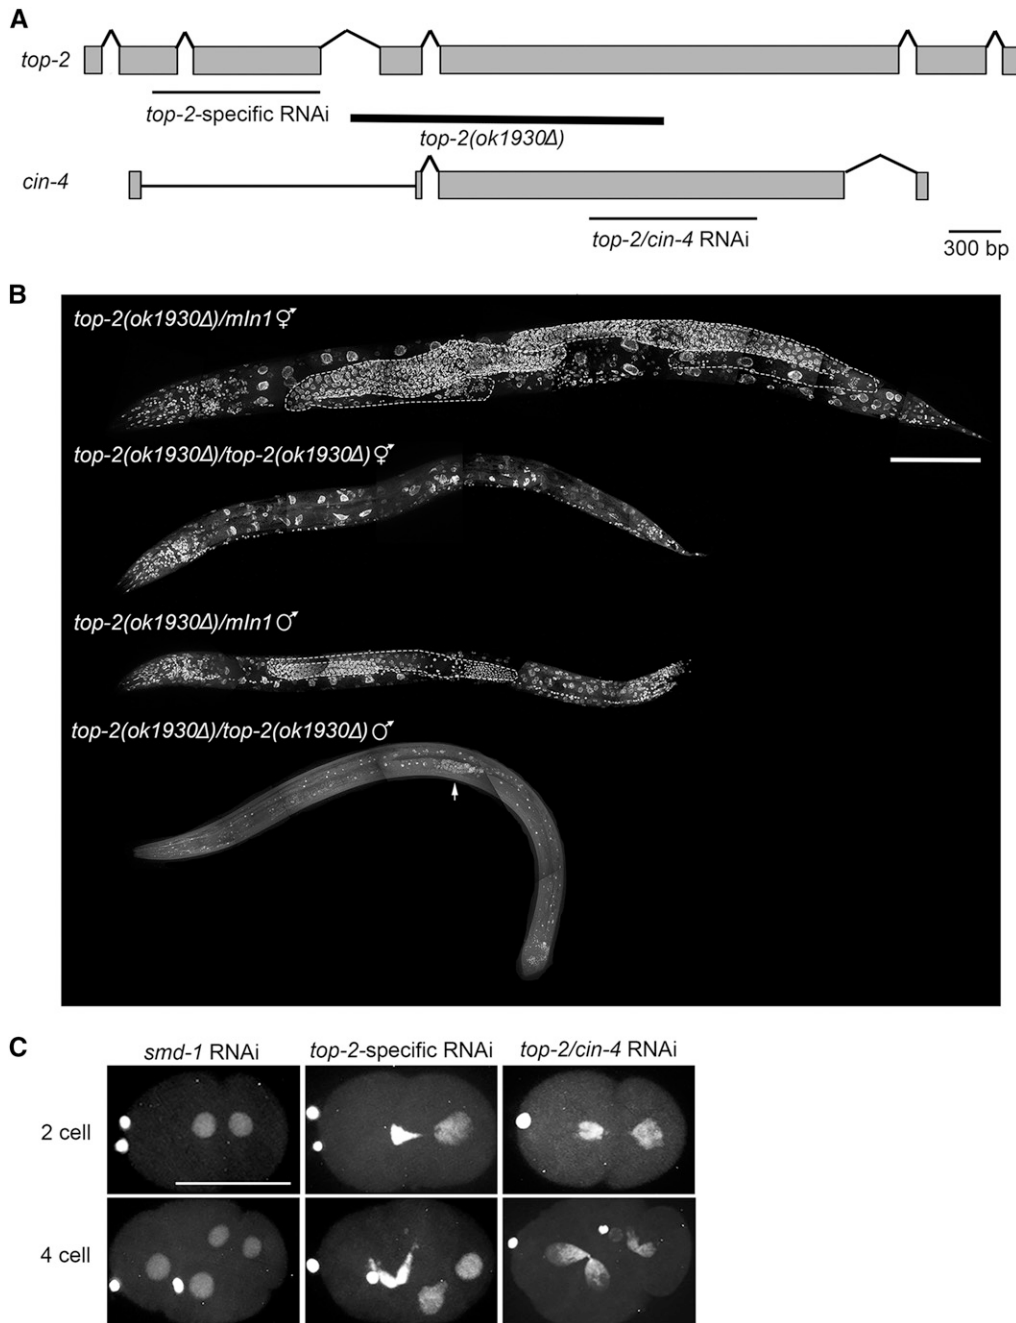 A
top-2
top-2-specific RNAi
top-2(ok1930Δ)
cin-4
top-2/cin-4 RNAi
300 bp
B
top-2(ok1930Δ)/mIn1 ⚥
top-2(ok1930Δ)/top-2(ok1930Δ) ⚥
top-2(ok1930Δ)/mIn1 ♂
top-2(ok1930Δ)/top-2(ok1930Δ) ♂
C
smd-1 RNAi top-2-specific RNAi top-2/cin-4 RNAi
2 cell
4 cell